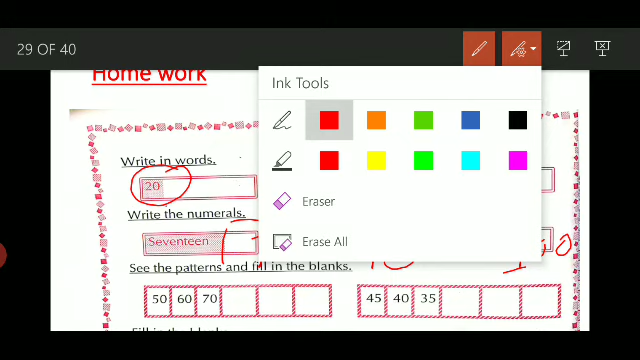 29 OF 40
Home work
Ink Tools
Write in words.
20
Eraser
Write the numerals.
Erase All
Seventeen
See the patterns and fill in the blanks.
50 60 70
45 40 35